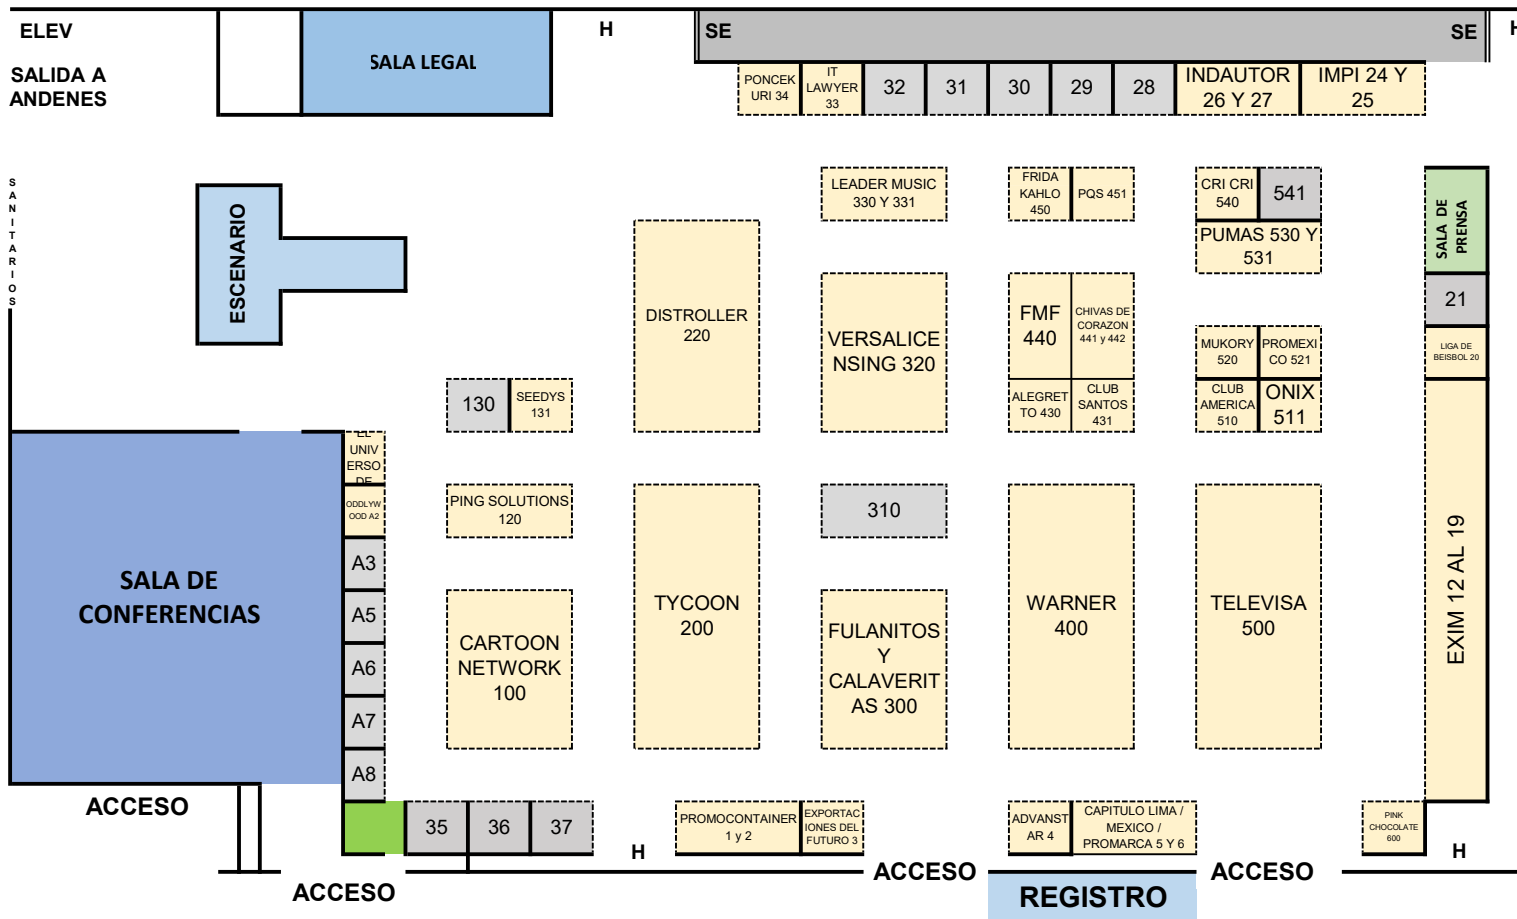 ELEV
H
SE
SE
H
SALA LEGAL
SALIDA A
ANDENES
PONCEK
URI 34
IT
LAWYER
33
32
31
30
29
28
INDAUTOR
26 Y 27
IMPI 24 Y
25
SANITARIOS
ESCENARIO
LEADER MUSIC
330 Y 331
FRIDA
KAHLO
450
PQS 451
CRI CRI
540
541
PUMAS 530 Y
531
SALA DE
PRENSA
21
LIGA DE
BEISBOL 20
DISTROLLER
220
VERSALICE
NSING 320
FMF
440
CHIVAS DE
CORAZON
441 y 442
MUKORY
520
PROMEXI
CO 521
130
SEEDYS
131
ALEGRET
TO 430
CLUB
SANTOS
431
CLUB
AMERICA
510
ONIX
511
EL
UNIV
ERSO
DE
ODDLYW
OOD A2
A3
A5
A6
A7
A8
SALA DE
CONFERENCIAS
PING SOLUTIONS
120
310
CARTOON
NETWORK
100
TYCOON
200
FULANITOS
Y
CALAVERIT
AS 300
WARNER
400
TELEVISA
500
EXIM 12 AL 19
ACCESO
35
36
37
H
PROMOCONTAINER
1 y 2
EXPORTAC
IONES DEL
FUTURO 3
ADVANST
AR 4
CAPITULO LIMA /
MEXICO /
PROMARCA 5 Y 6
PINK
CHOCOLATE
600
H
ACCESO
ACCESO
REGISTRO
ACCESO